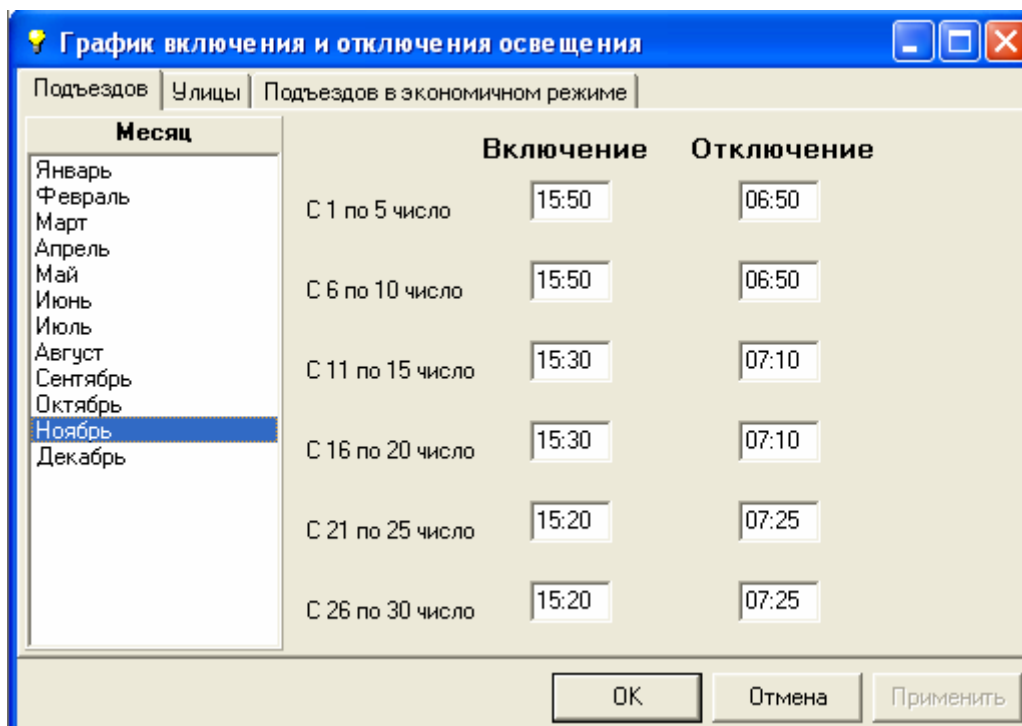 График включения и отключения освещения
Подъездов Улицы Подъездов в экономичном режиме
Месяц
Январь
Февраль
Март
Апрель
Май
Июнь
Июль
Август
Сентябрь
Октябрь
Ноябрь
Декабрь
Включение Отключение
С 1 по 5 число 15:50 06:50
С 6 по 10 число 15:50 06:50
С 11 по 15 число 15:30 07:10
С 16 по 20 число 15:30 07:10
С 21 по 25 число 15:20 07:25
С 26 по 30 число 15:20 07:25
OK Отмена Применить